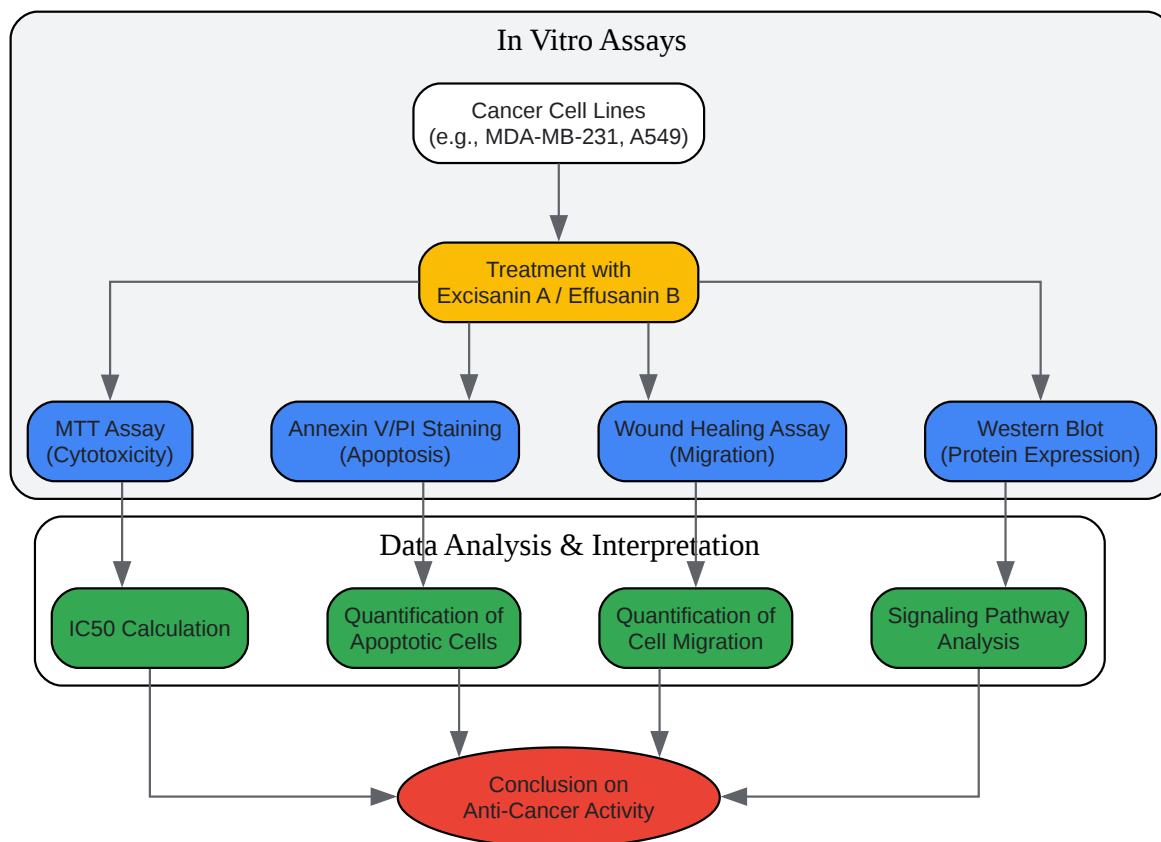 In Vitro Assays
Cancer Cell Lines
(e.g., MDA-MB-231, A549)
Treatment with
Excisanin A / Effusanin B
MTT Assay
(Cytotoxicity)
Annexin V/PI Staining
(Apoptosis)
Wound Healing Assay
(Migration)
Western Blot
(Protein Expression)
Data Analysis & Interpretation
IC50 Calculation
Quantification of
Apoptotic Cells
Quantification of
Cell Migration
Signaling Pathway
Analysis
Conclusion on
Anti-Cancer Activity